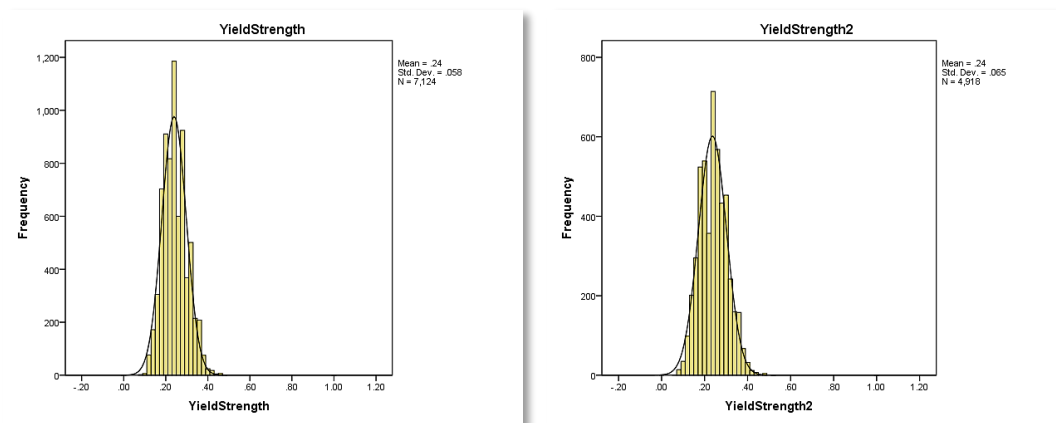 YieldStrength
Mean = .24
Std. Dev. = .058
N = 7,124
1,200
1,000
800
600
400
200
0
Frequency
-.20 .00 .20 .40 .60 .80 1.00 1.20
YieldStrength
YieldStrength2
Mean = .24
Std. Dev. = .065
N = 4,918
800
600
400
200
0
Frequency
-.20 .00 .20 .40 .60 .80 1.00 1.20
YieldStrength2